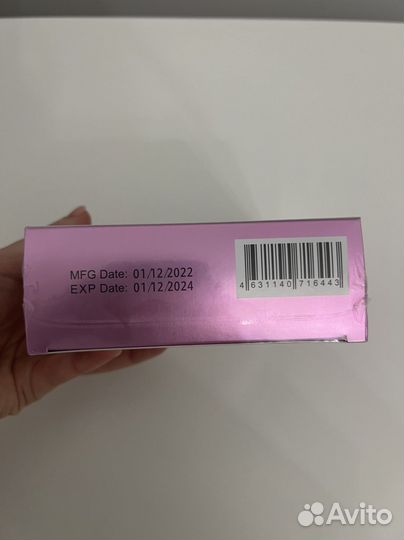 MFG Date: 01/12/2022
EXP Date: 01/12/2024
4 631140 716443
Avito